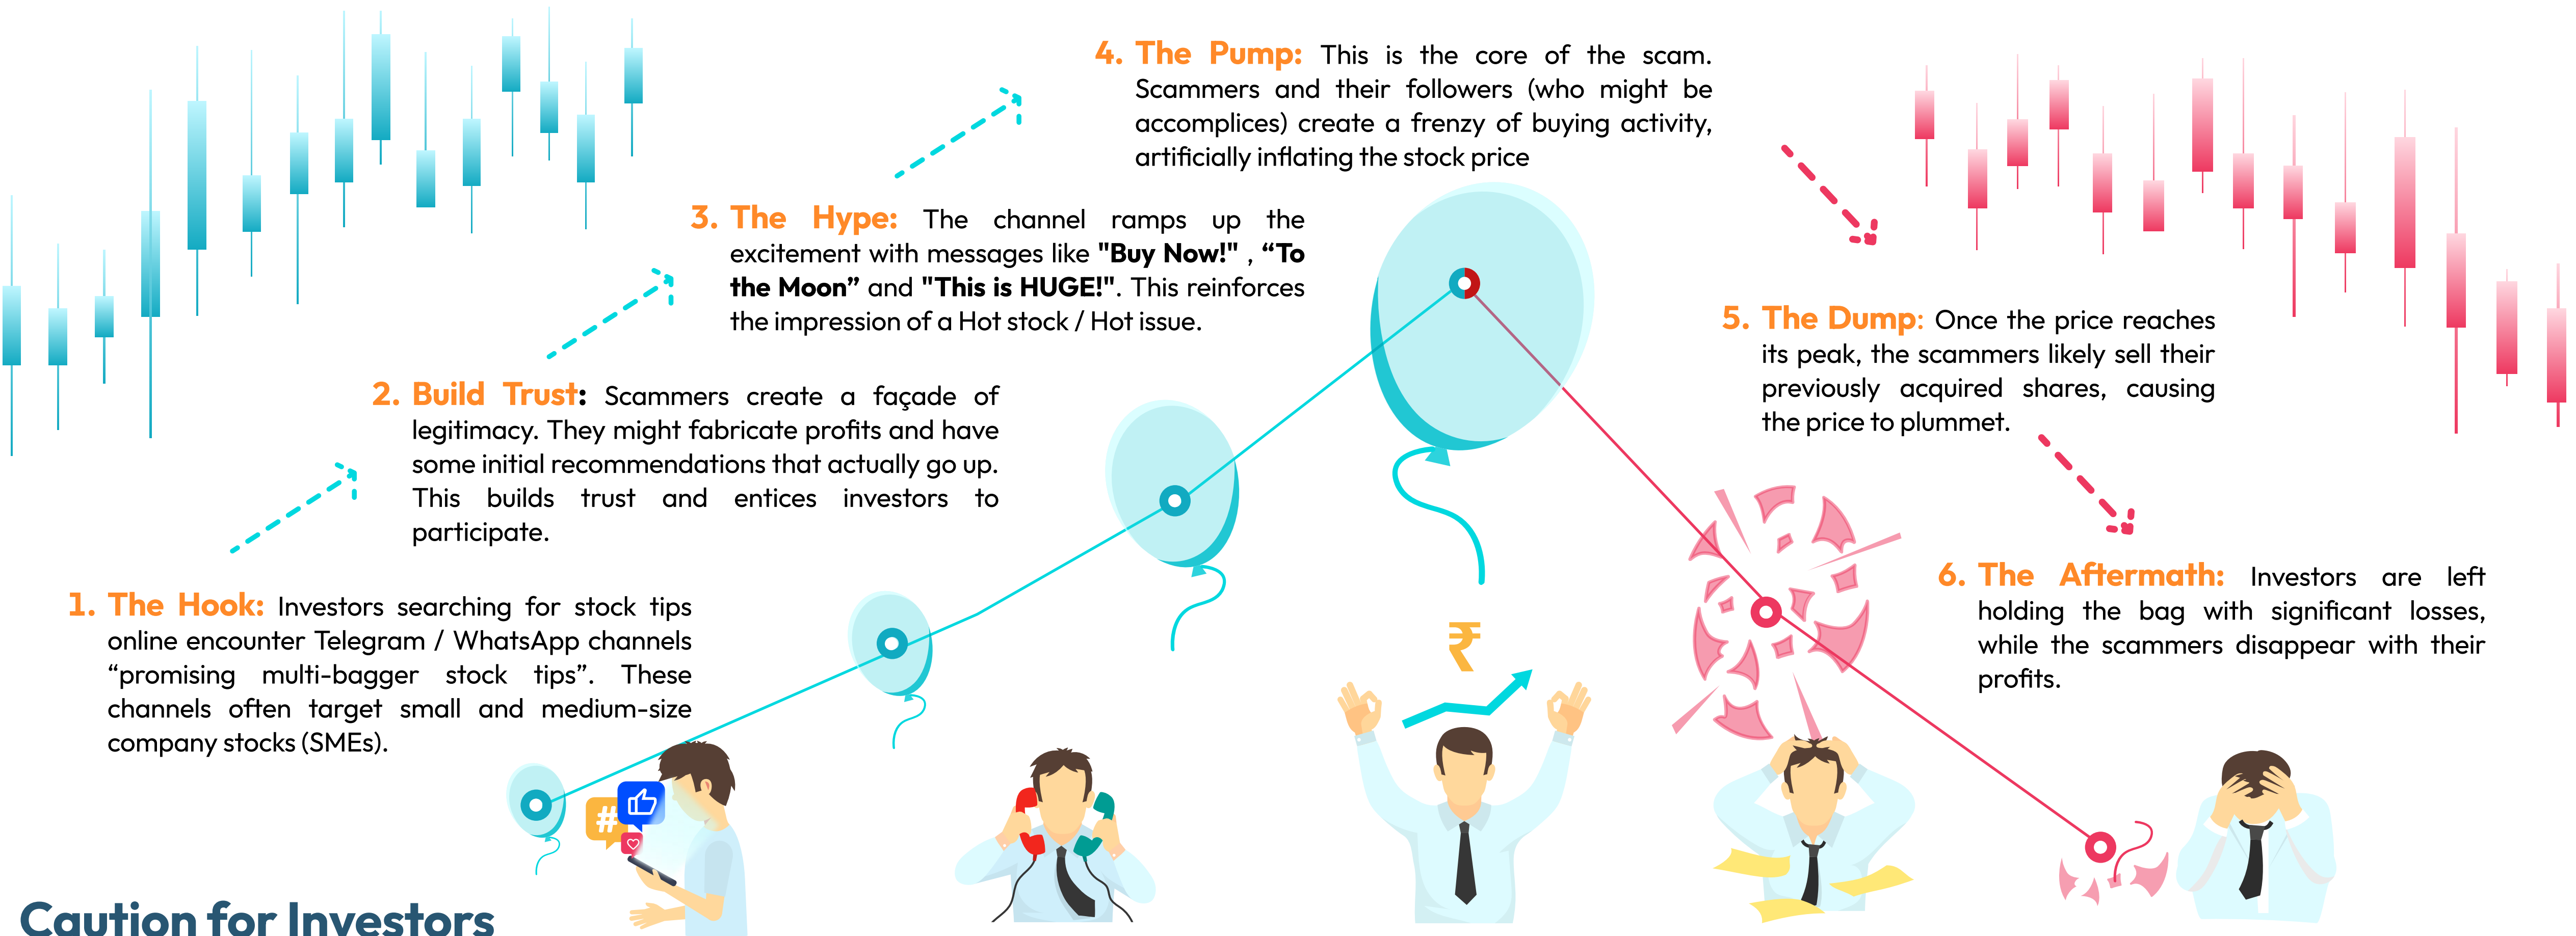 1. The Hook: Investors searching for stock tips
online encounter Telegram / WhatsApp channels
“promising multi-bagger stock tips”. These
channels often target small and medium-size
company stocks (SMEs).
2. Build Trust: Scammers create a façade of
legitimacy. They might fabricate profits and have
some initial recommendations that actually go up.
This builds trust and entices investors to
participate.
3. The Hype: The channel ramps up the
excitement with messages like "Buy Now!" , “To
the Moon” and "This is HUGE!". This reinforces
the impression of a Hot stock / Hot issue.
4. The Pump: This is the core of the scam.
Scammers and their followers (who might be
accomplices) create a frenzy of buying activity,
artificially inflating the stock price
5. The Dump: Once the price reaches
its peak, the scammers likely sell their
previously acquired shares, causing
the price to plummet.
6. The Aftermath: Investors are left
holding the bag with significant losses,
while the scammers disappear with their
profits.
₹
#
Caution for Investors